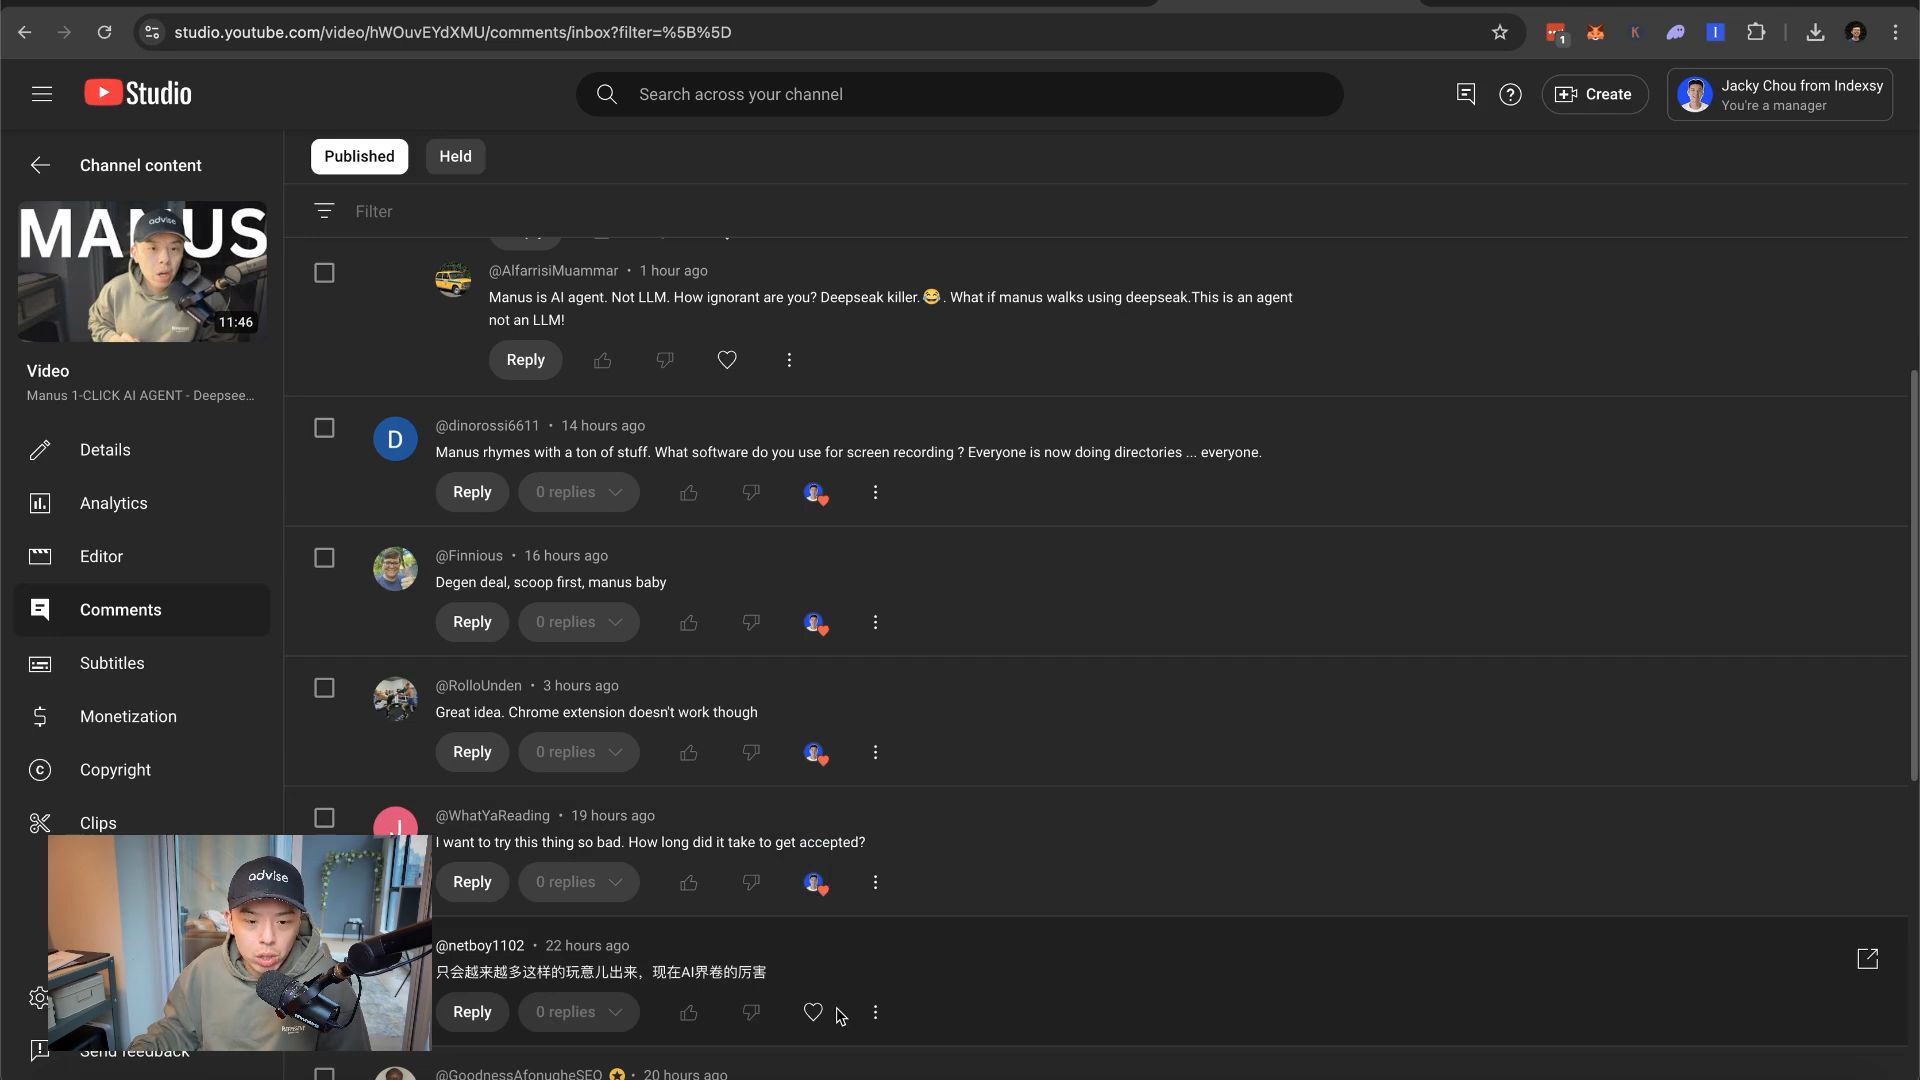 studio.youtube.com/video/hWOuvEYdXMU/comments/inbox?filter=%5B%5D
1
K
Studio
Search across your channel
Create
Jacky Chou from Indexsy
You're a manager
Channel content
Published
Held
Filter
MANUS
advise
11:46
Video
Manus 1-CLICK AI AGENT - Deepsee...
Details
Analytics
Editor
Comments
Subtitles
Monetization
Copyright
Clips
Send feedback
@AlfarrisiMuammar • 1 hour ago
Manus is AI agent. Not LLM. How ignorant are you? Deepseak killer.😂. What if manus walks using deepseak.This is an agent
not an LLM!
Reply
D
@dinorossi6611 • 14 hours ago
Manus rhymes with a ton of stuff. What software do you use for screen recording ? Everyone is now doing directories ... everyone.
Reply 0 replies
@Finnious • 16 hours ago
Degen deal, scoop first, manus baby
Reply 0 replies
@RolloUnden • 3 hours ago
Great idea. Chrome extension doesn't work though
Reply 0 replies
J
@WhatYaReading • 19 hours ago
I want to try this thing so bad. How long did it take to get accepted?
Reply 0 replies
@netboy1102 • 22 hours ago
只会越来越多这样的玩意儿出来，现在AI界卷的厉害
Reply 0 replies
@GoodnessAfonugheSEO • 20 hours ago
advise